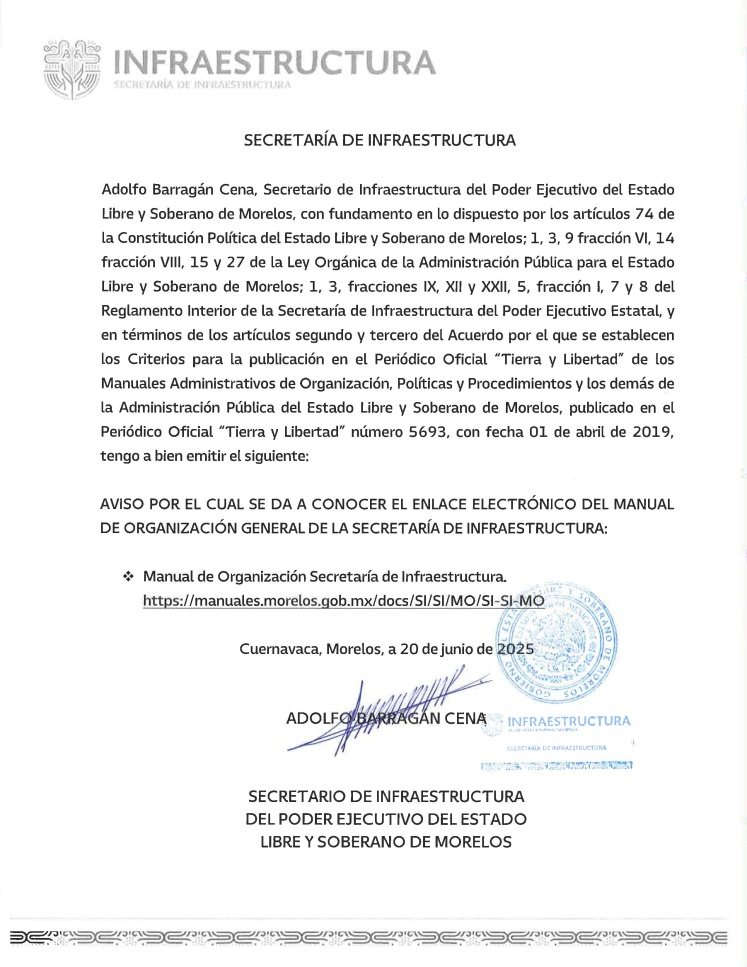 INFRAESTRUCTURA
SECRETARÍA DE INFRAESTRUCTURA
SECRETARÍA DE INFRAESTRUCTURA
Adolfo Barragán Cena, Secretario de Infraestructura del Poder Ejecutivo del Estado
Libre y Soberano de Morelos, con fundamento en lo dispuesto por los artículos 74 de
la Constitución Política del Estado Libre y Soberano de Morelos; 1, 3, 9 fracción VI, 14
fracción VIII, 15 y 27 de la Ley Orgánica de la Administración Pública para el Estado
Libre y Soberano de Morelos; 1, 3, fracciones IX, XII y XXII, 5, fracción I, 7 y 8 del
Reglamento Interior de la Secretaría de Infraestructura del Poder Ejecutivo Estatal, y
en términos de los artículos segundo y tercero del Acuerdo por el que se establecen
los Criterios para la publicación en el Periódico Oficial "Tierra y Libertad" de los
Manuales Administrativos de Organización, Políticas y Procedimientos y los demás de
la Administración Pública del Estado Libre y Soberano de Morelos, publicado en el
Periódico Oficial "Tierra y Libertad" número 5693, con fecha 01 de abril de 2019,
tengo a bien emitir el siguiente:
AVISO POR EL CUAL SE DA A CONOCER EL ENLACE ELECTRÓNICO DEL MANUAL
DE ORGANIZACIÓN GENERAL DE LA SECRETARÍA DE INFRAESTRUCTURA:
❖ Manual de Organización Secretaría de Infraestructura.
https://manuales.morelos.gob.mx/docs/SI/SI/MO/SI-SI-MO
Cuernavaca, Morelos, a 20 de junio de 2025
GOBIERNO DEL ESTADO LIBRE Y SOBERANO DE MORELOS
ADOLFO BARRAGÁN CENA
INFRAESTRUCTURA
SECRETARÍA DE INFRAESTRUCTURA
SECRETARIO DE INFRAESTRUCTURA
DEL PODER EJECUTIVO DEL ESTADO
LIBRE Y SOBERANO DE MORELOS